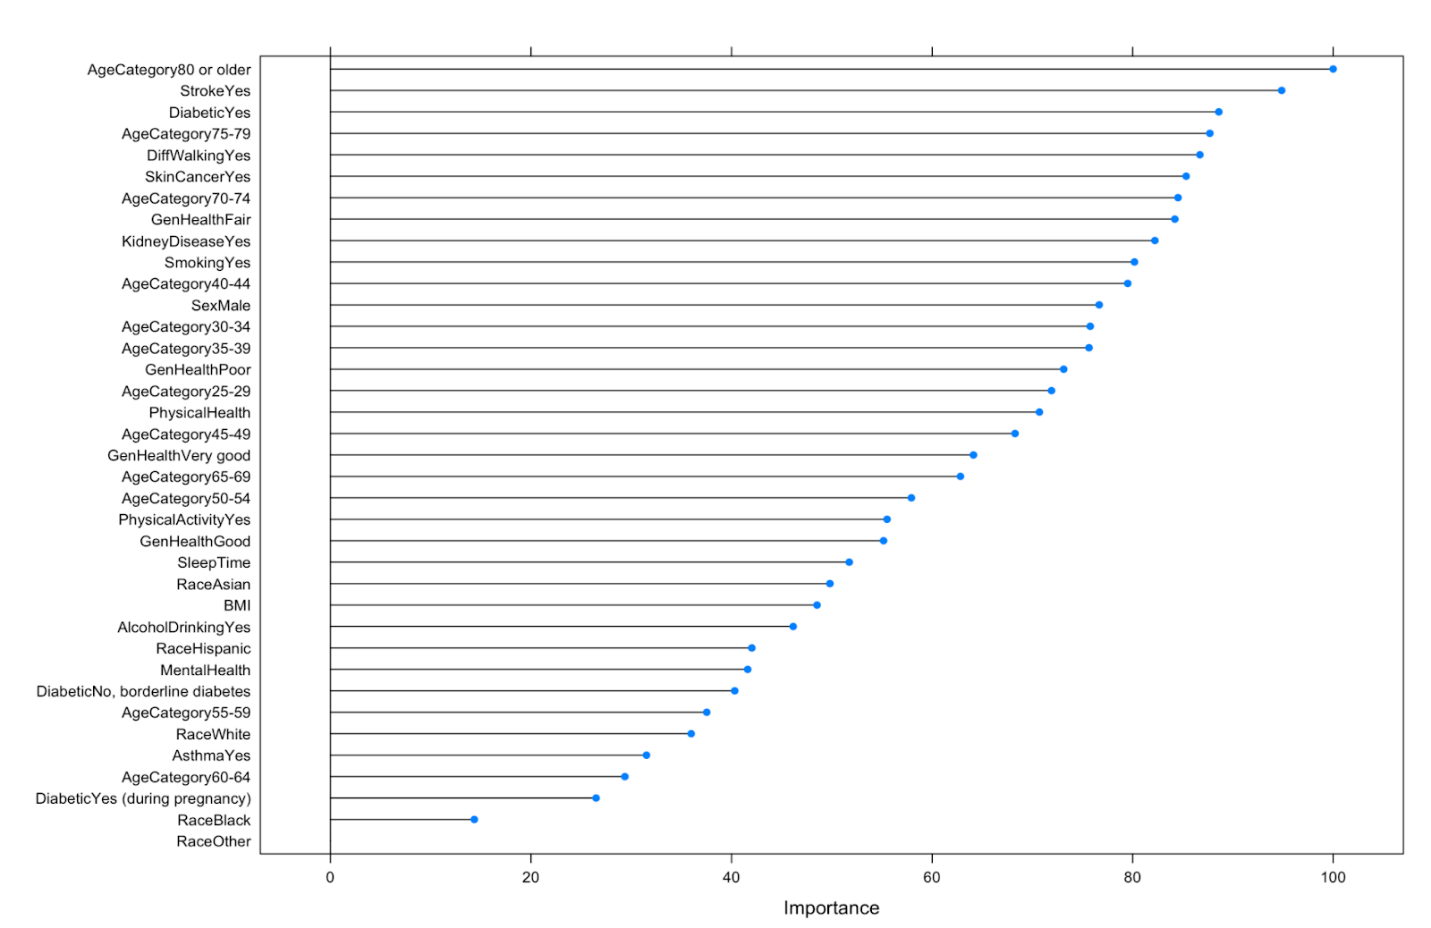 AgeCategory80 or older
StrokeYes
DiabeticYes
AgeCategory75-79
DiffWalkingYes
SkinCancerYes
AgeCategory70-74
GenHealthFair
KidneyDiseaseYes
SmokingYes
AgeCategory40-44
SexMale
AgeCategory30-34
AgeCategory35-39
GenHealthPoor
AgeCategory25-29
PhysicalHealth
AgeCategory45-49
GenHealthVery good
AgeCategory65-69
AgeCategory50-54
PhysicalActivityYes
GenHealthGood
SleepTime
RaceAsian
BMI
AlcoholDrinkingYes
RaceHispanic
MentalHealth
DiabeticNo, borderline diabetes
AgeCategory55-59
RaceWhite
AsthmaYes
AgeCategory60-64
DiabeticYes (during pregnancy)
RaceBlack
RaceOther
0 20 40 60 80 100
Importance